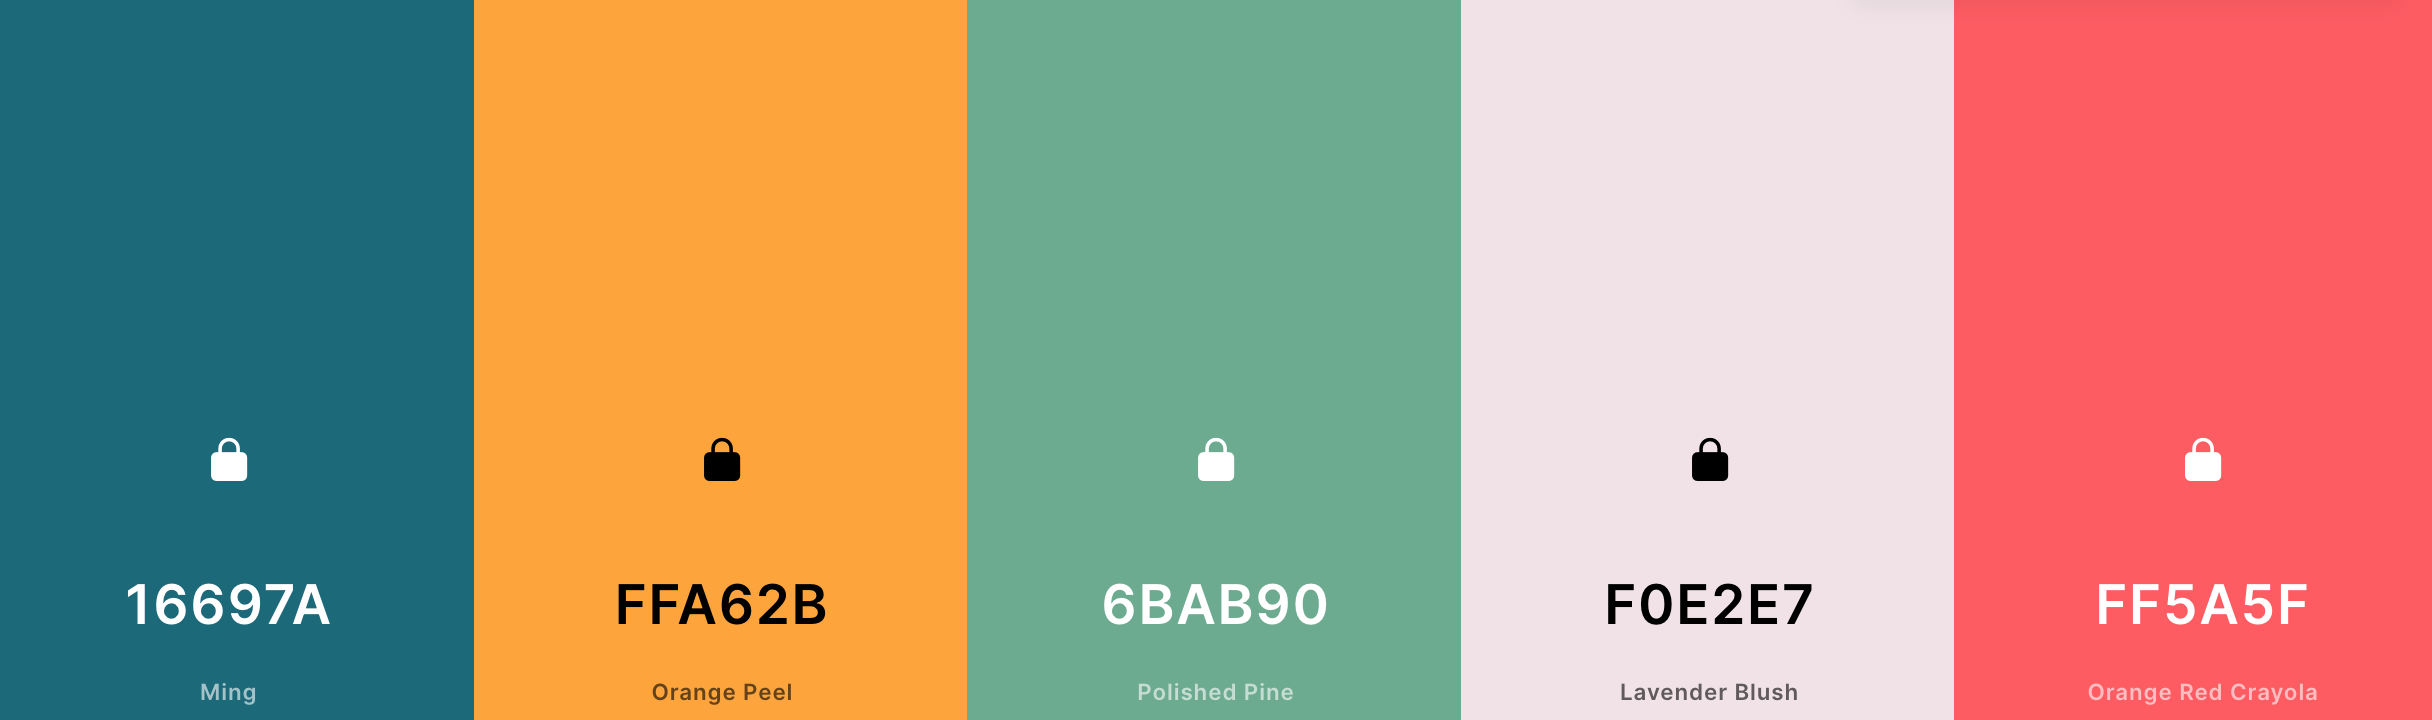 16697A
Ming
FFA62B
Orange Peel
6BAB90
Polished Pine
F0E2E7
Lavender Blush
FF5A5F
Orange Red Crayola